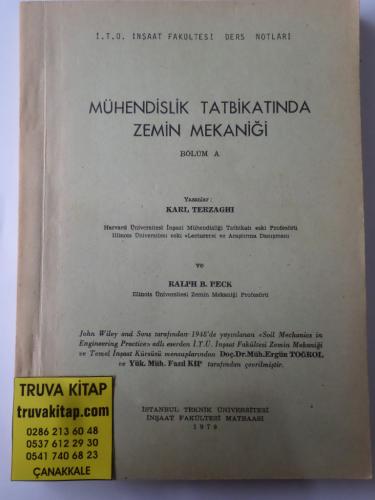 İ.T.Ü. İNŞAAT FAKÜLTESİ DERS NOTLARI
MÜHENDİSLİK TATBİKATINDA
ZEMİN MEKANİĞİ
BÖLÜM A
Yazanlar :
KARL TERZAGHI
Harvard Üniversitesi İnşaat Mühendisliği Tatbikatı eski Profesörü
Illinois Üniversitesi eski «Lecturer»i ve Araştırma Danışmanı
ve
RALPH B. PECK
Illinois Üniversitesi Zemin Mekaniği Profesörü
John Wiley and Sons tarafından 1948'de yayınlanan «Soil Mechanics in
Engineering Practice» adlı eserden İ.T.Ü. İnşaat Fakültesi Zemin Mekaniği
ve Temel İnşaat Kürsüsü mensuplarından Doç.Dr.Müh.Ergün TOĞROL
ve Yük. Müh. Fazıl KIP tarafından çevrilmiştir.
İSTANBUL TEKNİK ÜNİVERSİTESİ
İNŞAAT FAKÜLTESİ MATBAASI
TRUVA KİTAP
truvakitap.com
0286 213 60 48
0537 612 29 30
0541 740 68 23
ÇANAKKALE